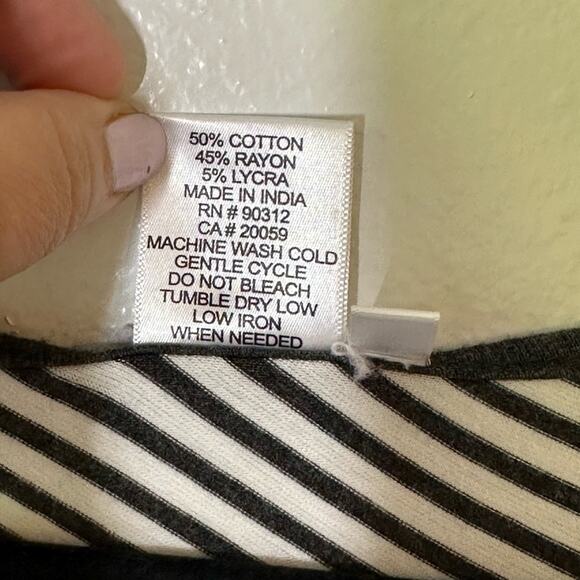 50% COTTON
45% RAYON
5% LYCRA
MADE IN INDIA
RN # 90312
CA # 20059
MACHINE WASH COLD
GENTLE CYCLE
DO NOT BLEACH
TUMBLE DRY LOW
LOW IRON
WHEN NEEDED